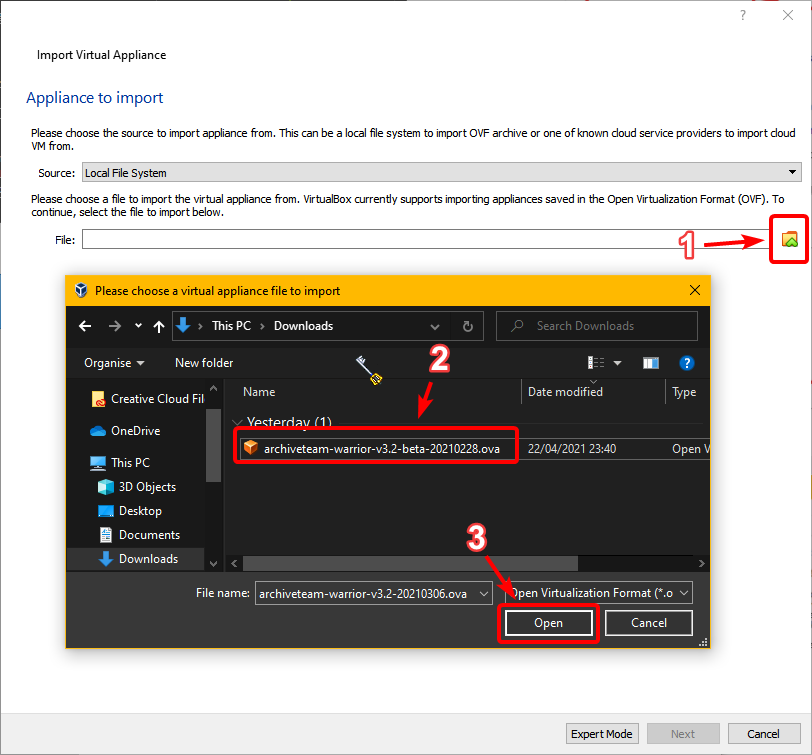 ?
Import Virtual Appliance
Appliance to import
Please choose the source to import appliance from. This can be a local file system to import OVF archive or one of known cloud service providers to import cloud
VM from.
Source: Local File System
Please choose a file to import the virtual appliance from. VirtualBox currently supports importing appliances saved in the Open Virtualization Format (OVF). To
continue, select the file to import below.
File:
1
Please choose a virtual appliance file to import
This PC > Downloads
Search Downloads
Organise
New folder
2
?
Creative Cloud Fil
OneDrive
This PC
3D Objects
Desktop
Documents
Downloads
Name
Date modified
Type
Yesterday (1)
archiveteam-warrior-v3.2-beta-20210228.ova
22/04/2021 23:40
Open V
3
File name: archiveteam-warrior-v3.2-20210306.ova
Open Virtualization Format (*.o
Open
Cancel
Expert Mode
Next
Cancel